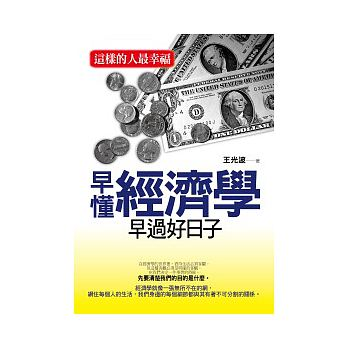 這樣的人最幸福
王光波
早懂
經濟學
早過好日子
先要清楚我們的目的是什麼。
經濟學就像一張無所不在的網，
網住每個人的生活，我們身邊的每個細節都與其有著不可分割的關係。